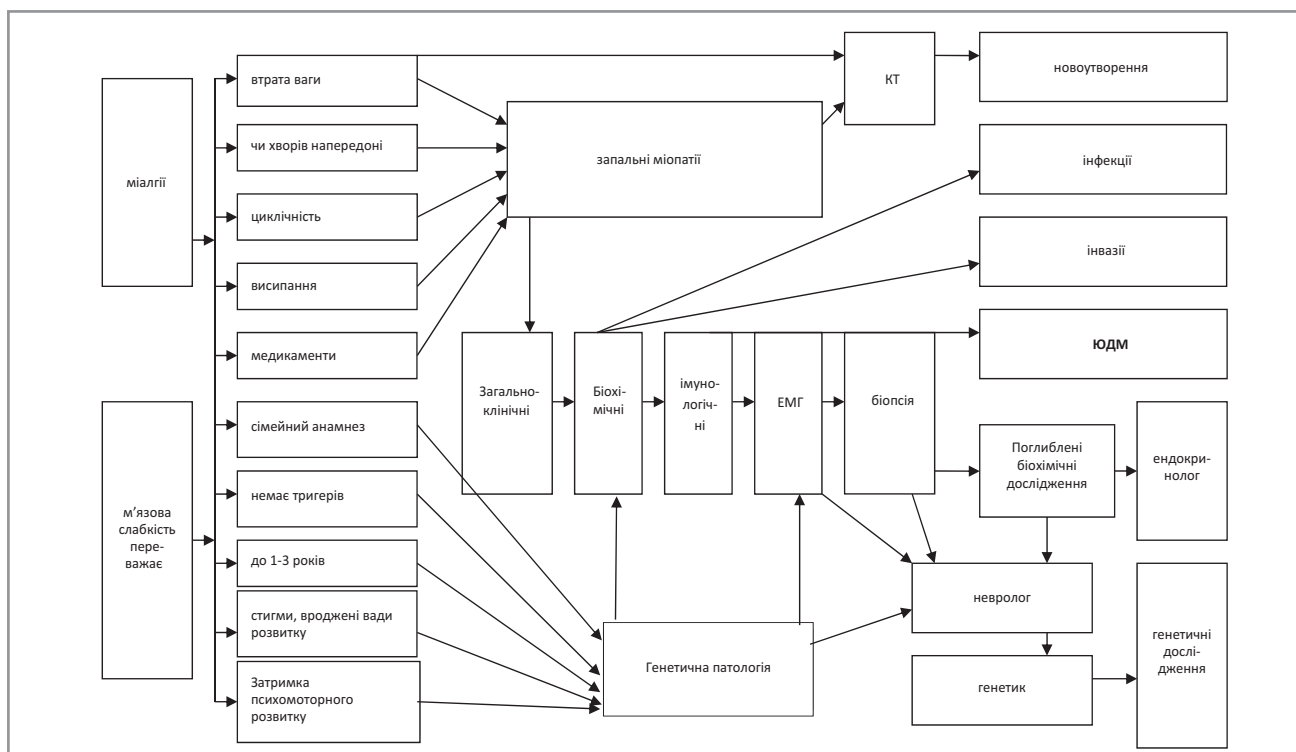 міалгії
м’язова
слабкість
пере-
важає
втрата ваги
чи хворів напередоні
циклічність
висипання
медикаменти
сімейний анамнез
немає тригерів
до 1-3 років
стигми, вроджені вади
розвитку
Затримка
психомоторного
розвитку
запальні міопатії
КТ
новоутворення
інфекції
інвазії
ЮДМ
Загально-
клінічні
Біохі-
мічні
імуно-
логіч-
ні
ЕМГ
біопсія
Поглиблені
біохімічні
дослідження
ендокри-
нолог
невролог
Генетична патологія
генетик
генетичні
дослі-
дження